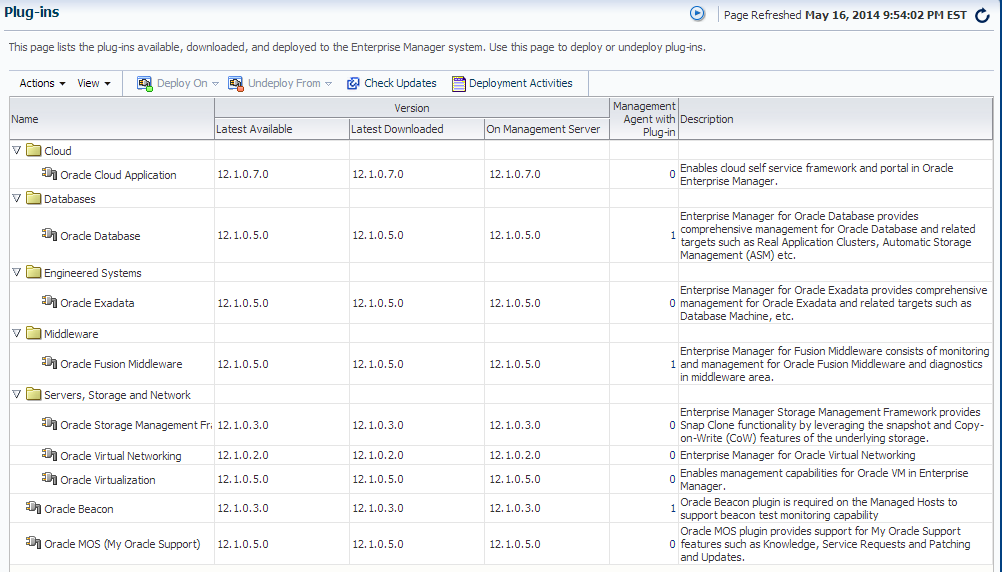 Plug-ins
Page Refreshed May 16, 2014 9:54:02 PM EST
This page lists the plug-ins available, downloaded, and deployed to the Enterprise Manager system. Use this page to deploy or undeploy plug-ins.
Actions View Deploy On Undeploy From Check Updates Deployment Activities
Name
Version
Latest Available
Latest Downloaded
On Management Server
Management
Agent with
Plug-in
Description
Cloud
Oracle Cloud Application 12.1.0.7.0 12.1.0.7.0 12.1.0.7.0 0
Enables cloud self service framework and portal in Oracle
Enterprise Manager.
Databases
Oracle Database 12.1.0.5.0 12.1.0.5.0 12.1.0.5.0 1
Enterprise Manager for Oracle Database provides
comprehensive management for Oracle Database and related
targets such as Real Application Clusters, Automatic Storage
Management (ASM) etc.
Engineered Systems
Oracle Exadata 12.1.0.5.0 12.1.0.5.0 12.1.0.5.0 0
Enterprise Manager for Oracle Exadata provides comprehensive
management for Oracle Exadata and related targets such as
Database Machine, etc.
Middleware
Oracle Fusion Middleware 12.1.0.5.0 12.1.0.5.0 12.1.0.5.0 1
Enterprise Manager for Fusion Middleware consists of monitoring
and management for Oracle Fusion Middleware and diagnostics
in middleware area.
Servers, Storage and Network
Oracle Storage Management Fra 12.1.0.3.0 12.1.0.3.0 12.1.0.3.0 0
Enterprise Manager Storage Management Framework provides
Snap Clone functionality by leveraging the snapshot and Copy-
on-Write (CoW) features of the underlying storage.
Oracle Virtual Networking 12.1.0.2.0 12.1.0.2.0 12.1.0.2.0 0 Enterprise Manager for Oracle Virtual Networking
Oracle Virtualization 12.1.0.5.0 12.1.0.5.0 12.1.0.5.0 0
Enables management capabilities for Oracle VM in Enterprise
Manager.
Oracle Beacon 12.1.0.3.0 12.1.0.3.0 12.1.0.3.0 1
Oracle Beacon plugin is required on the Managed Hosts to
support beacon test monitoring capability
Oracle MOS (My Oracle Support) 12.1.0.5.0 12.1.0.5.0 12.1.0.5.0 0
Oracle MOS plugin provides support for My Oracle Support
features such as Knowledge, Service Requests and Patching
and Updates.